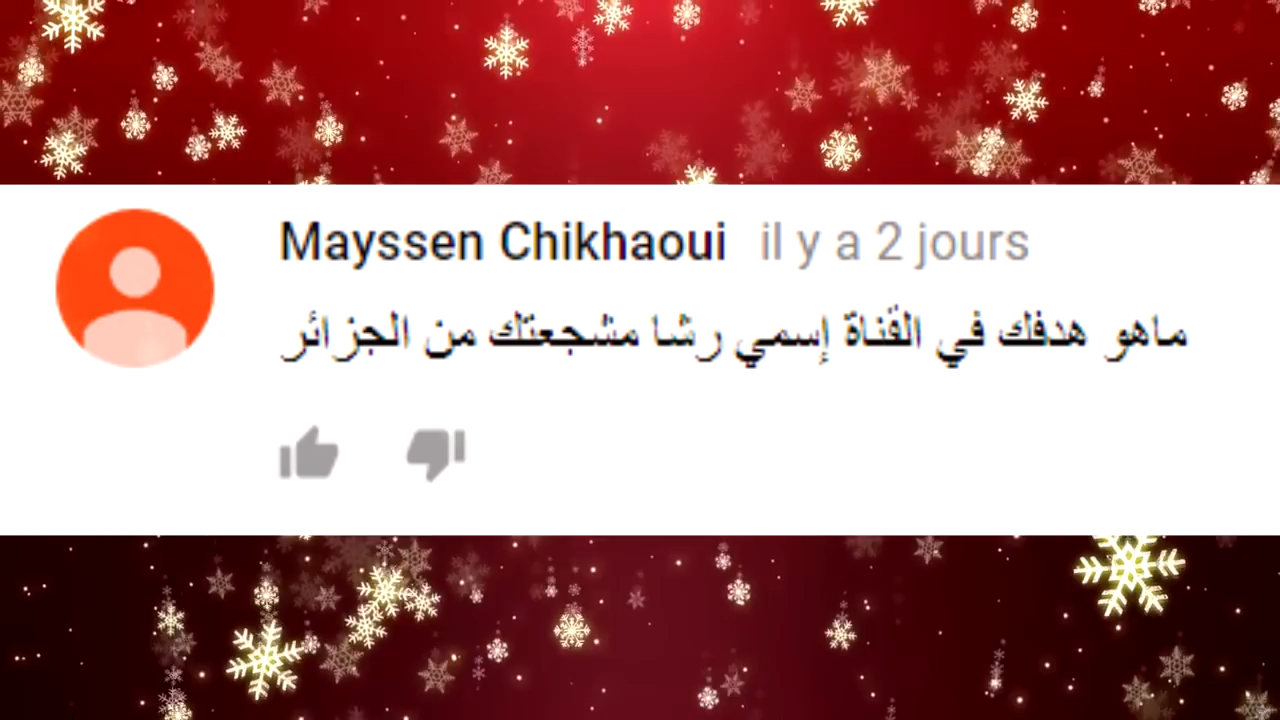 Mayssen Chikhaoui il y a 2 jours
ماهو هدفك في القناة إسمي رشا مشجعتك من الجزائر